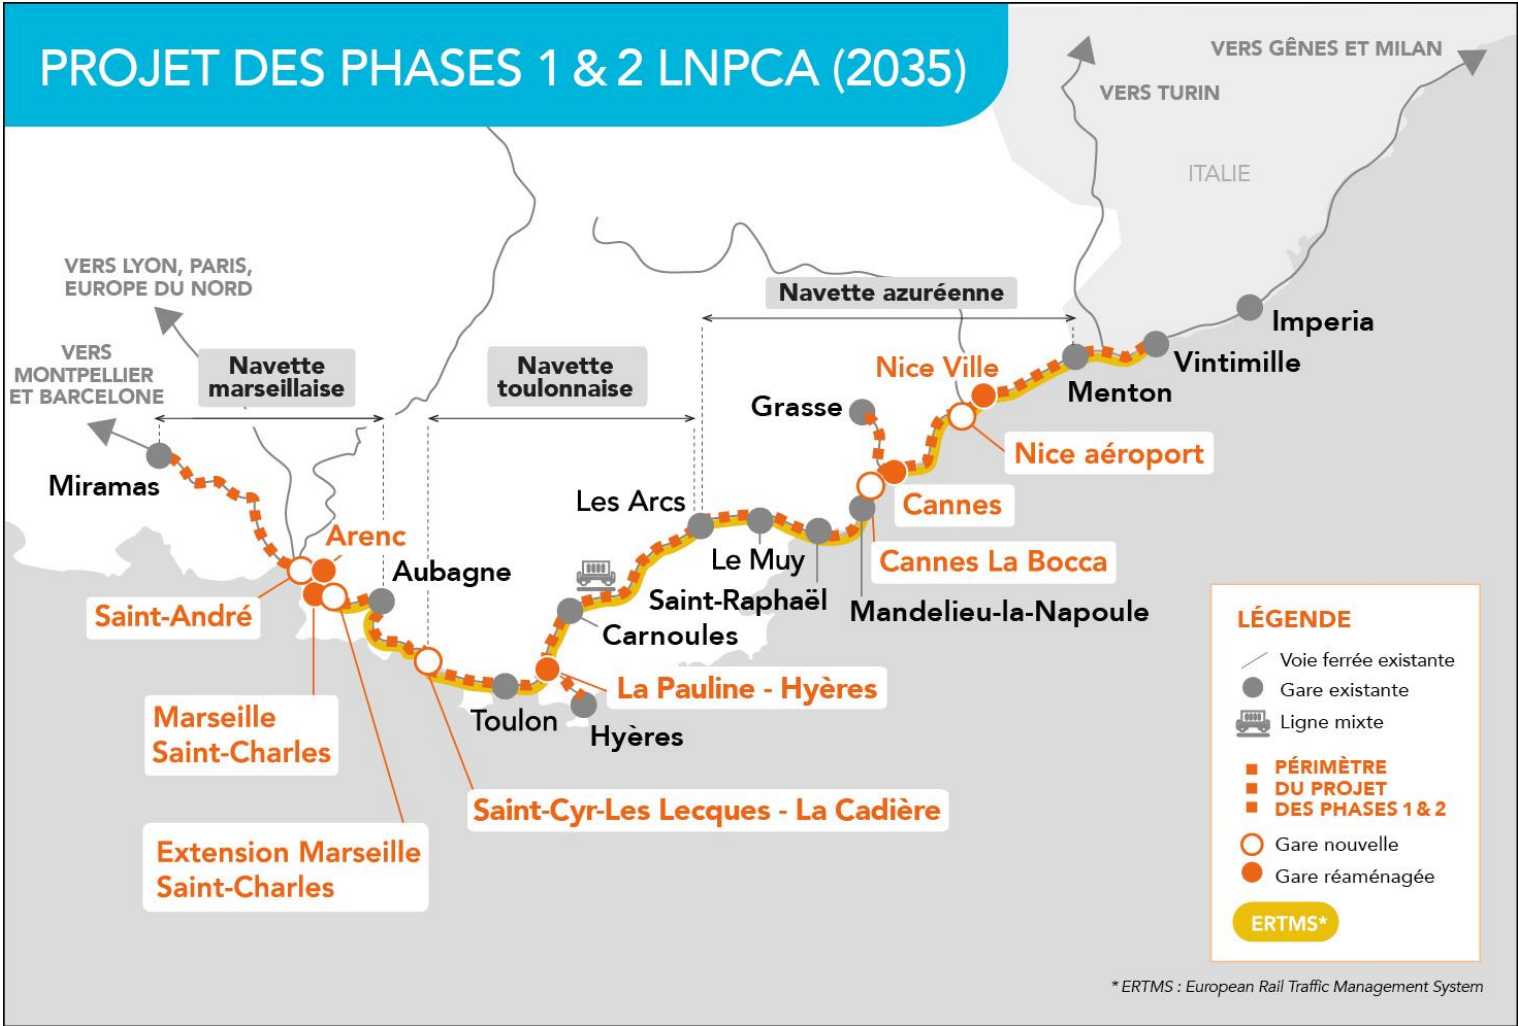 PROJET DES PHASES 1 & 2 LNPCA (2035)
VERS GÊNES ET MILAN
VERS TURIN
ITALIE
VERS LYON, PARIS,
EUROPE DU NORD
VERS
MONTPELLIER
ET BARCELONE
Navette
marseillaise
Navette
toulonnaise
Navette azuréenne
Imperia
Vintimille
Menton
Nice Ville
Nice aéroport
Grasse
Cannes
Cannes La Bocca
Mandelieu-la-Napoule
Saint-Raphaël
Le Muy
Les Arcs
Carnoules
La Pauline - Hyères
Hyères
Toulon
Saint-Cyr-Les Lecques - La Cadière
Aubagne
Arenc
Miramas
Saint-André
Marseille
Saint-Charles
Extension Marseille
Saint-Charles
LÉGENDE
Voie ferrée existante
Gare existante
Ligne mixte
PÉRIMÈTRE
DU PROJET
DES PHASES 1 & 2
Gare nouvelle
Gare réaménagée
ERTMS*
* ERTMS : European Rail Traffic Management System